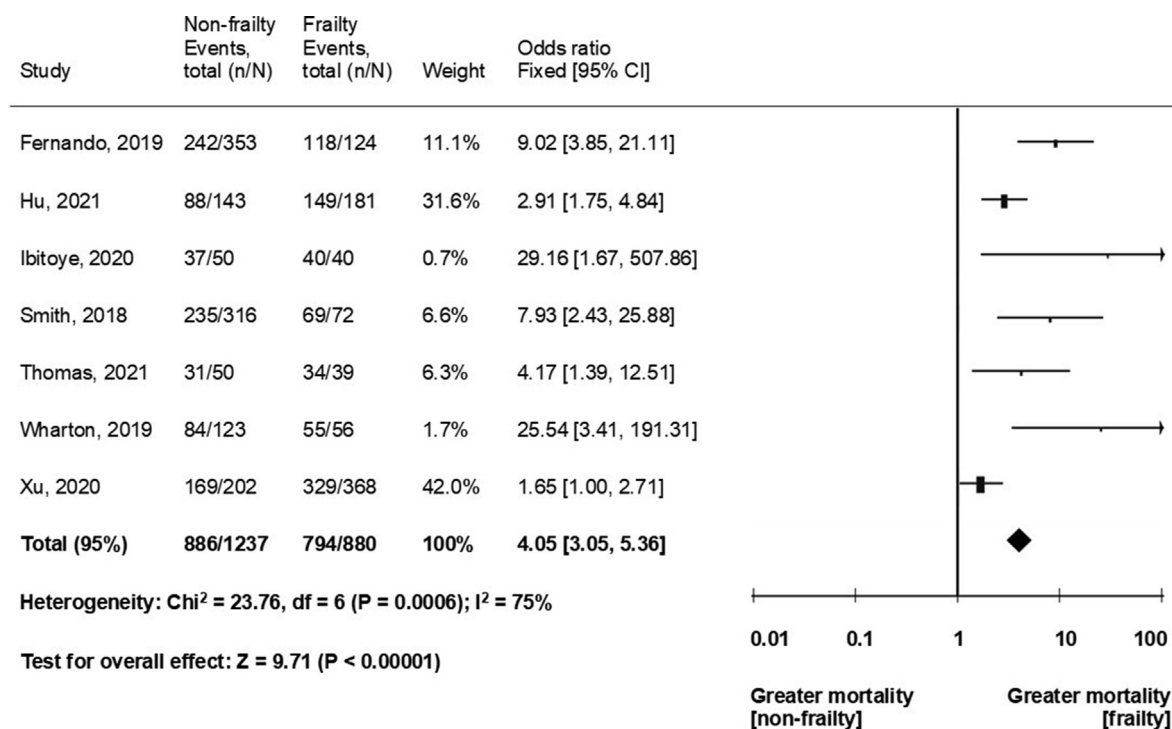 Study Non-frailty Events, total (n/N) Frailty Events, total (n/N) Weight Odds ratio Fixed [95% CI]
Fernando, 2019 242/353 118/124 11.1% 9.02 [3.85, 21.11]
Hu, 2021 88/143 149/181 31.6% 2.91 [1.75, 4.84]
Ibitoye, 2020 37/50 40/40 0.7% 29.16 [1.67, 507.86]
Smith, 2018 235/316 69/72 6.6% 7.93 [2.43, 25.88]
Thomas, 2021 31/50 34/39 6.3% 4.17 [1.39, 12.51]
Wharton, 2019 84/123 55/56 1.7% 25.54 [3.41, 191.31]
Xu, 2020 169/202 329/368 42.0% 1.65 [1.00, 2.71]
Total (95%) 886/1237 794/880 100% 4.05 [3.05, 5.36]
Heterogeneity: Chi² = 23.76, df = 6 (P = 0.0006); I² = 75%
Test for overall effect: Z = 9.71 (P < 0.00001)
0.01 0.1 1 10 100
Greater mortality [non-frailty]
Greater mortality [frailty]